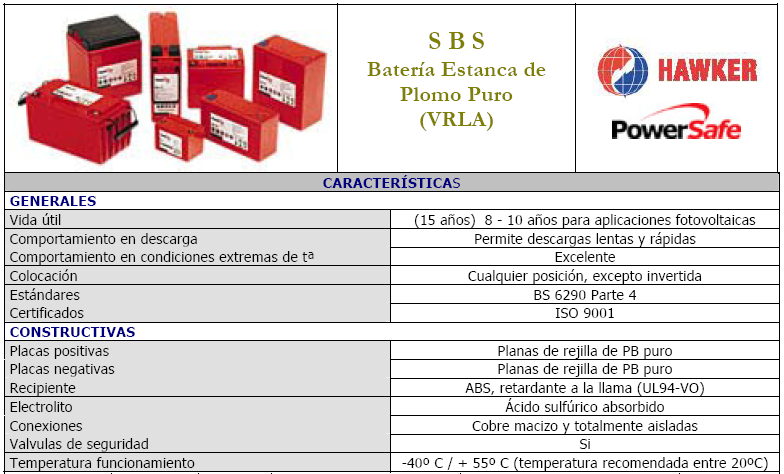 S B S
Batería Estanca de
Plomo Puro
(VRLA)
HAWKER
PowerSafe
CARACTERÍSTICAS
GENERALES
Vida útil (15 años) 8 - 10 años para aplicaciones fotovoltaicas
Comportamiento en descarga Permite descargas lentas y rápidas
Comportamiento en condiciones extremas de tª Excelente
Colocación Cualquier posición, excepto invertida
Estándares BS 6290 Parte 4
Certificados ISO 9001
CONSTRUCTIVAS
Placas positivas Planas de rejilla de PB puro
Placas negativas Planas de rejilla de PB puro
Recipiente ABS, retardante a la llama (UL94-VO)
Electrolito Ácido sulfúrico absorbido
Conexiones Cobre macizo y totalmente aisladas
Valvulas de seguridad Si
Temperatura funcionamiento -40º C / + 55º C (temperatura recomendada entre 20ºC)